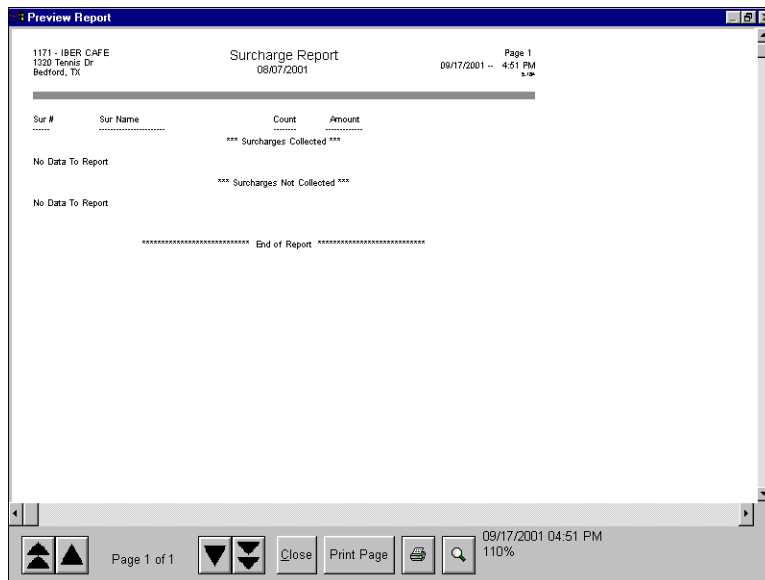 Preview Report
1171 - IBER CAFE
1320 Tennis Dr
Bedford, TX
Surcharge Report
08/07/2001
Page 1
09/17/2001 -- 4:51 PM
Sur # Sur Name Count Amount
*** Surcharges Collected ***
No Data To Report
*** Surcharges Not Collected ***
No Data To Report
**************************** End of Report ****************************
Page 1 of 1
Close
Print Page
09/17/2001 04:51 PM
110%